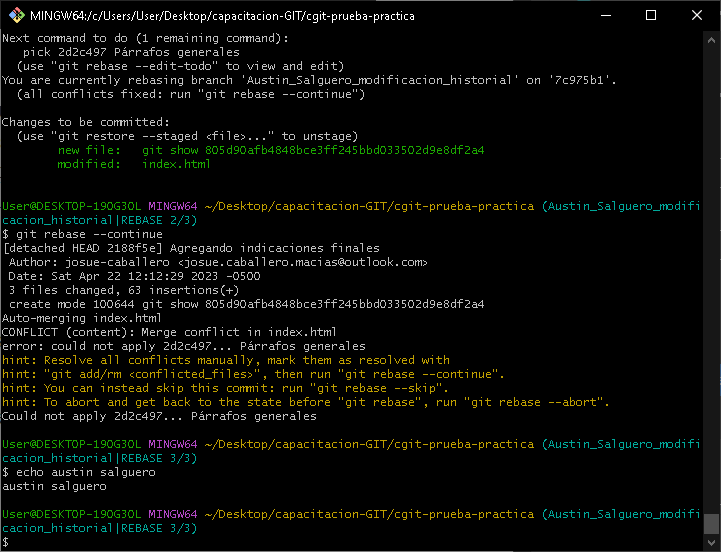 MINGW64:/c/Users/User/Desktop/capacitacion-GIT/cgit-prueba-practica
Next command to do (1 remaining command):
   pick 2d2c497 Párrafos generales
  (use "git rebase --edit-todo" to view and edit)
You are currently rebasing branch 'Austin_Salguero_modificacion_historial' on '7c975b1'.
  (all conflicts fixed: run "git rebase --continue")
Changes to be committed:
  (use "git restore --staged <file>..." to unstage)
        new file:   git show 805d90afb4848bce3ff245bbd033502d9e8df2a4
        modified:   index.html
User@DESKTOP-190G30L MINGW64 ~/Desktop/capacitacion-GIT/cgit-prueba-practica (Austin_Salguero_modifi
cacion_historial|REBASE 2/3)
$ git rebase --continue
[detached HEAD 2188f5e] Agregando indicaciones finales
 Author: josue-caballero <josue.caballero.macias@outlook.com>
 Date: Sat Apr 22 12:12:29 2023 -0500
 3 files changed, 63 insertions(+)
 create mode 100644 git show 805d90afb4848bce3ff245bbd033502d9e8df2a4
Auto-merging index.html
CONFLICT (content): Merge conflict in index.html
error: could not apply 2d2c497... Párrafos generales
hint: Resolve all conflicts manually, mark them as resolved with
hint: "git add/rm <conflicted_files>", then run "git rebase --continue".
hint: You can instead skip this commit: run "git rebase --skip".
hint: To abort and get back to the state before "git rebase", run "git rebase --abort".
Could not apply 2d2c497... Párrafos generales
User@DESKTOP-190G30L MINGW64 ~/Desktop/capacitacion-GIT/cgit-prueba-practica (Austin_Salguero_modifi
cacion_historial|REBASE 3/3)
$ echo austin salguero
austin salguero
User@DESKTOP-190G30L MINGW64 ~/Desktop/capacitacion-GIT/cgit-prueba-practica (Austin_Salguero_modifi
cacion_historial|REBASE 3/3)
$